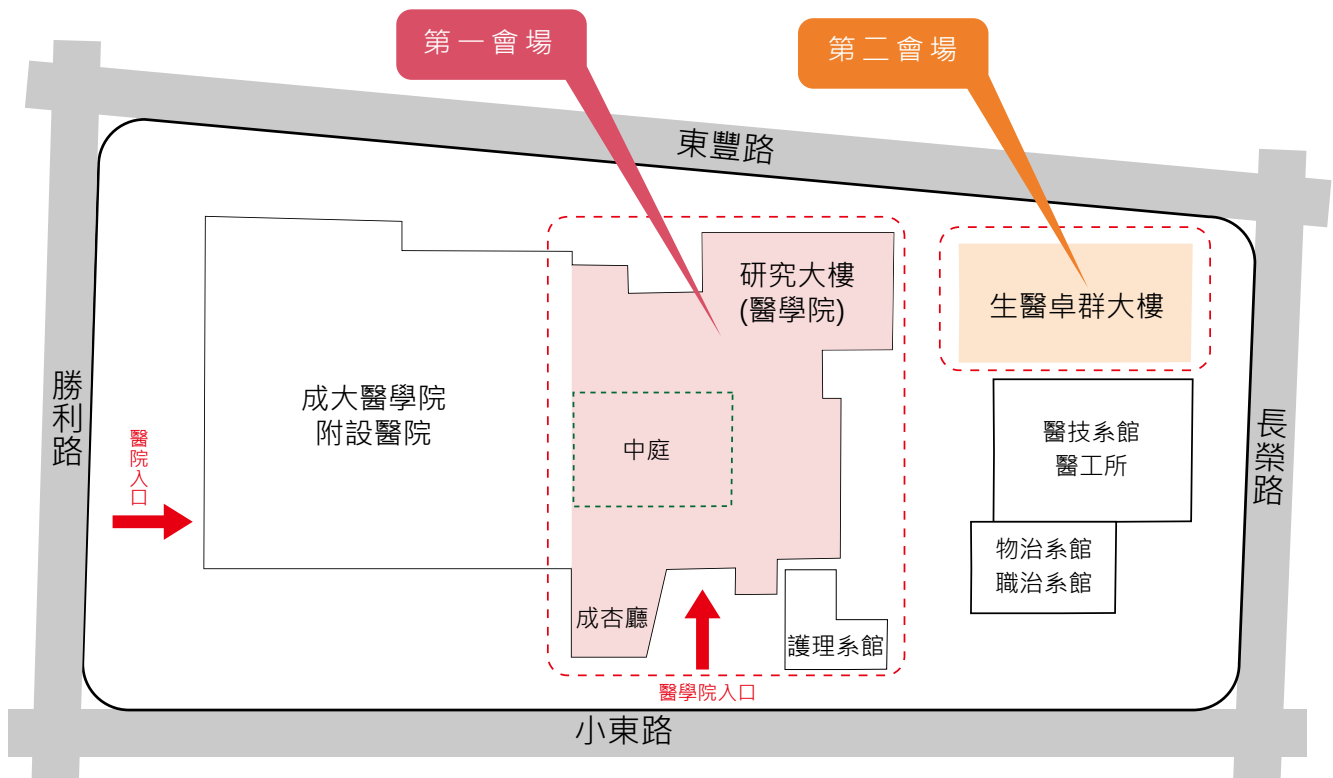 第一會場
第二會場
東豐路
研究大樓
(醫學院)
生醫卓群大樓
勝利路
成大醫學院
附設醫院
醫院入口
中庭
醫技系館
醫工所
長榮路
物治系館
職治系館
成杏廳
護理系館
醫學院入口
小東路